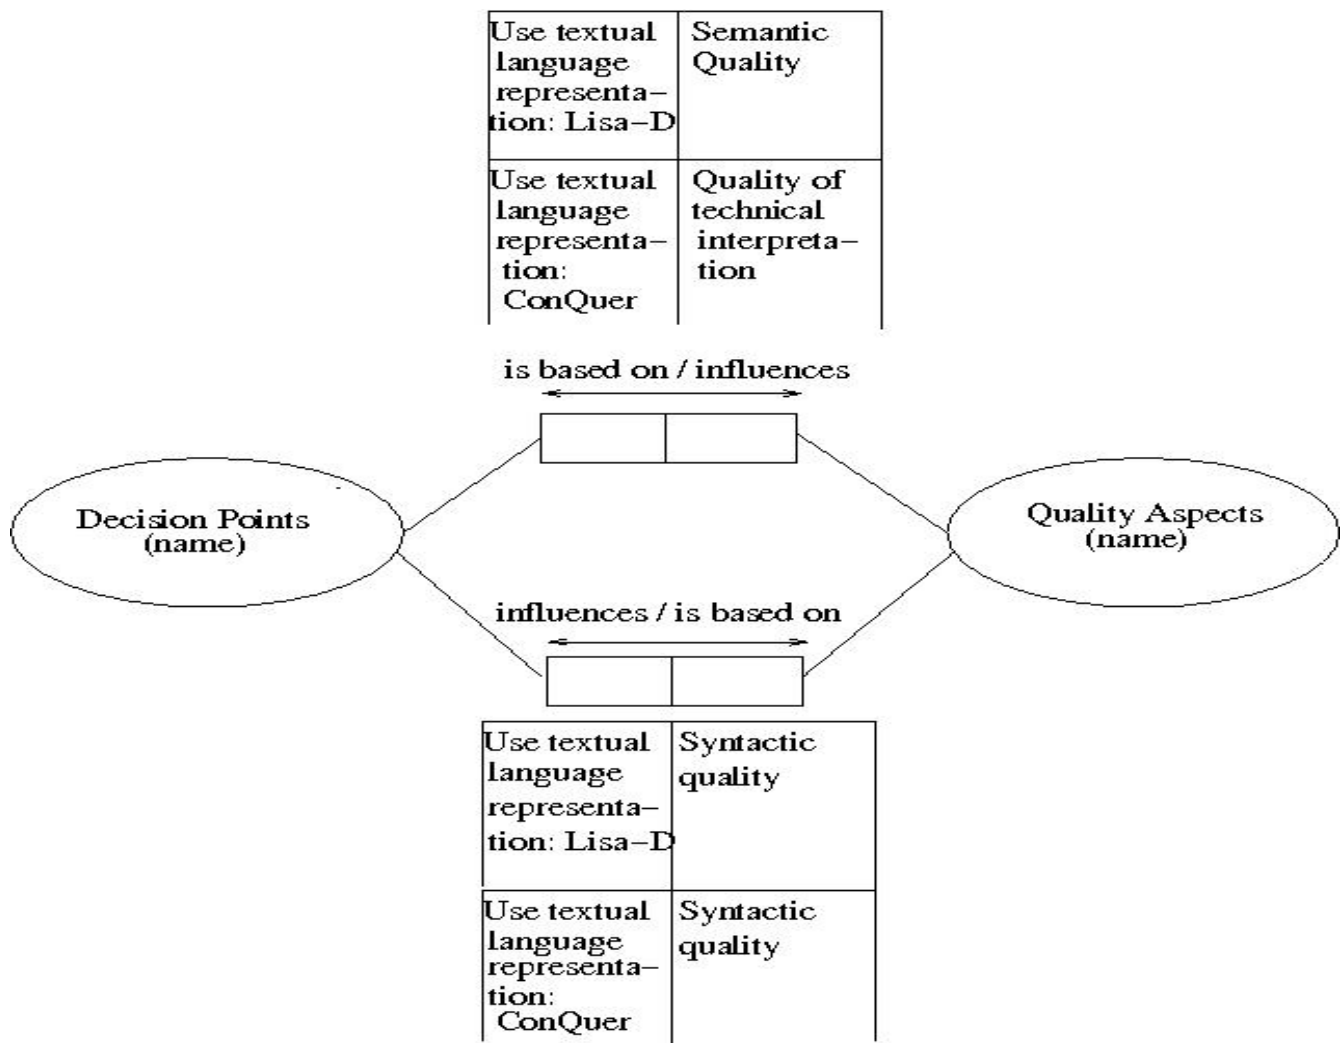 Use textual
language
representa-
tion: Lisa-D
Semantic
Quality
Use textual
language
representa-
tion:
ConQuer
Quality of
technical
interpreta-
tion
is based on / influences
Decision Points
(name)
Quality Aspects
(name)
influences / is based on
Use textual
language
representa-
tion: Lisa-D
Syntactic
quality
Use textual
language
representa-
tion:
ConQuer
Syntactic
quality